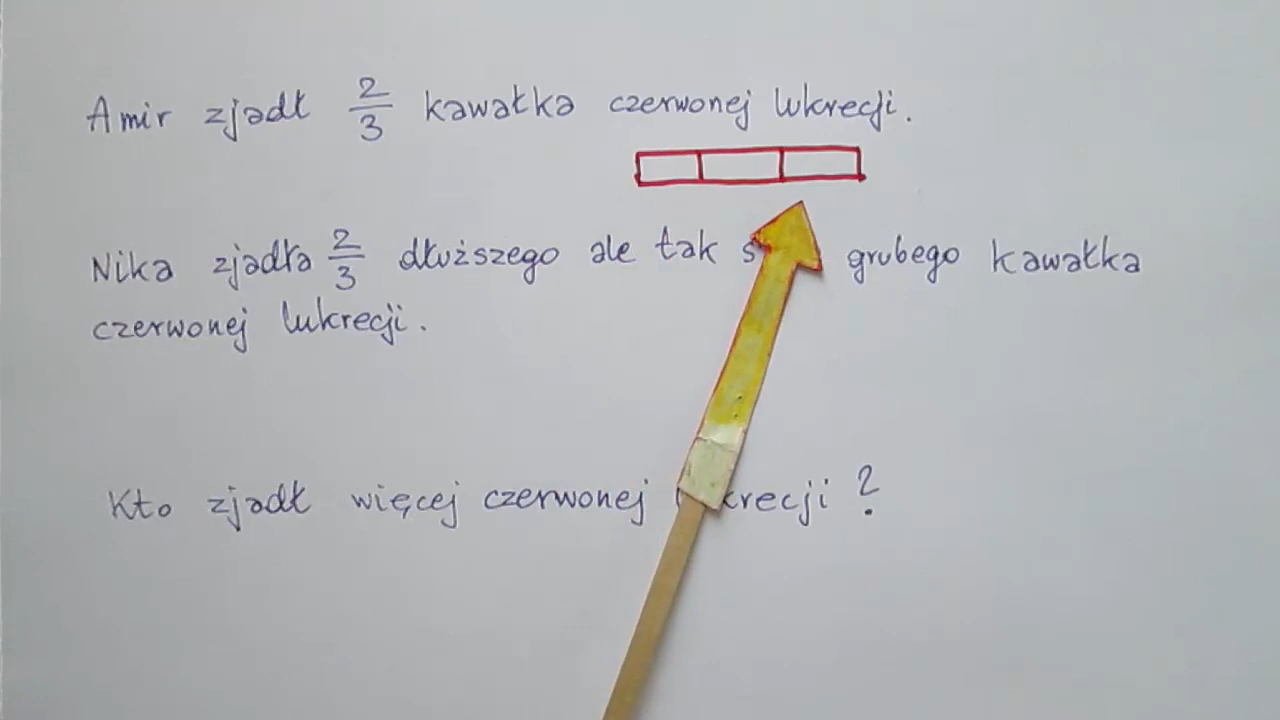 Amir zjadł 2/3 kawałka czerwonej lukrecji.
Nika zjadła 2/3 dłuższego ale tak grubego kawałka
czerwonej lukrecji.
Kto zjadł więcej czerwonej ?